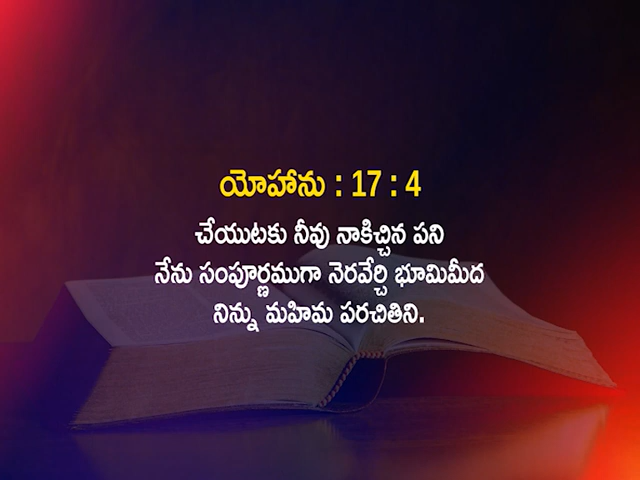 యోహాను : 17 : 4
చేయుటకు నీవు నాకిచ్చిన పని
నేను సంపూర్ణముగా నెరవేర్చి భూమిమీద
నిన్ను మహిమ పరచితిని.